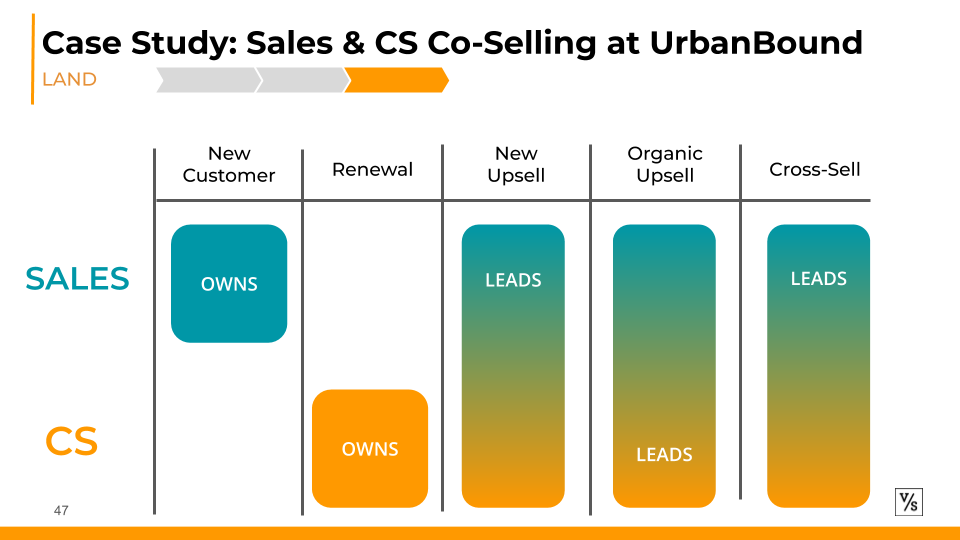 Case Study: Sales & CS Co-Selling at UrbanBound
LAND
New
Customer
Renewal
New
Upsell
Organic
Upsell
Cross-Sell
SALES
OWNS
LEADS
LEADS
CS
OWNS
LEADS
47
V/S